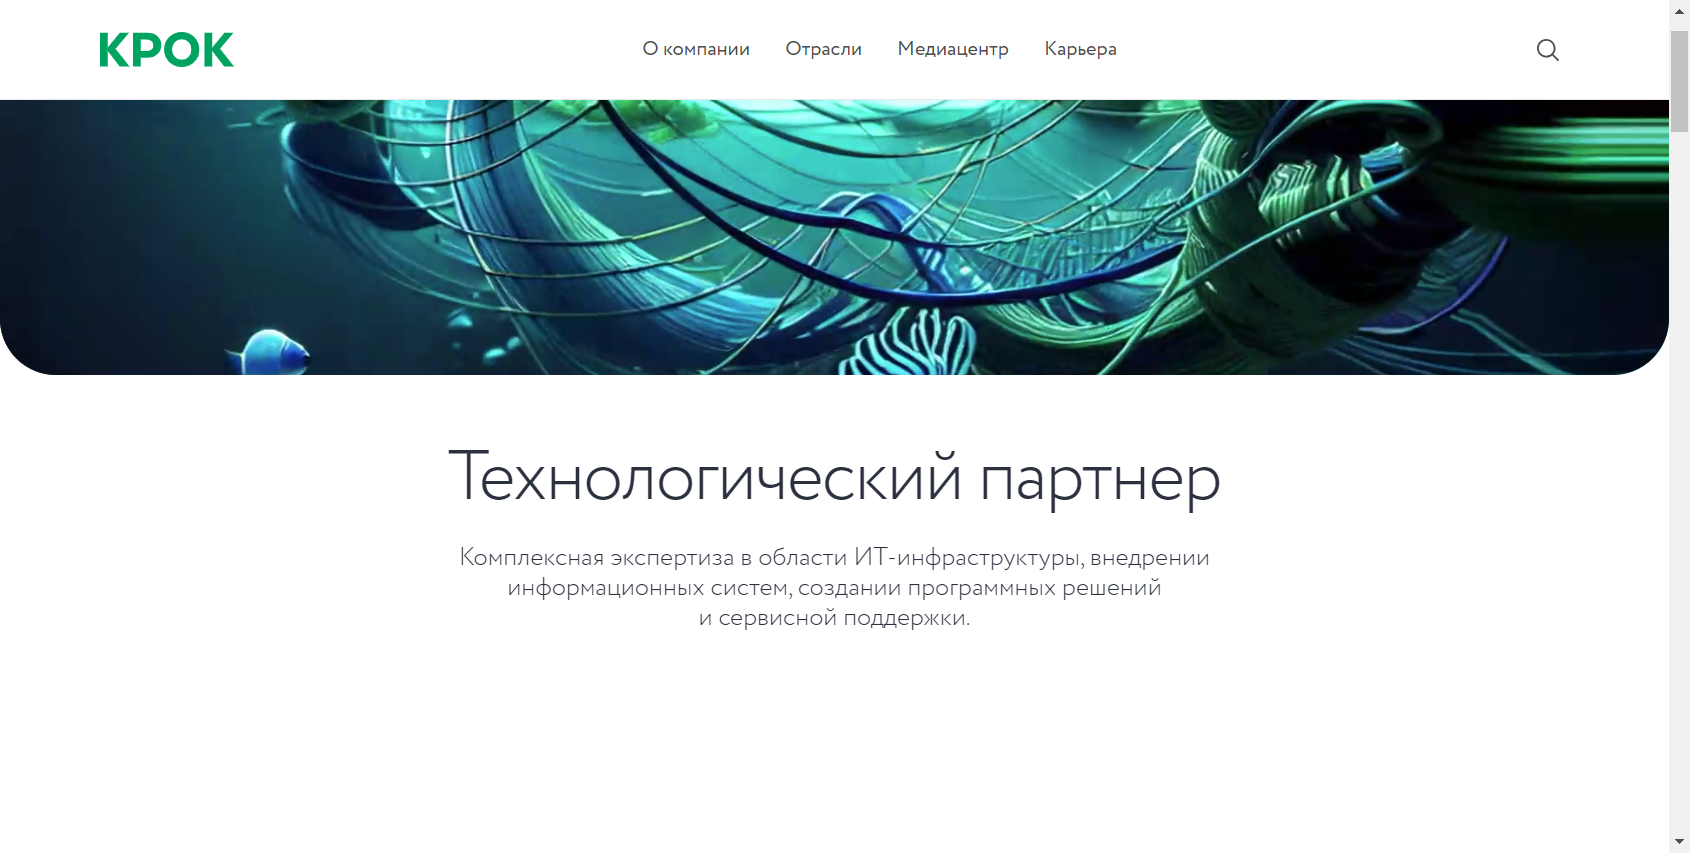 КРОК
О компании
Отрасли
Медиацентр
Карьера
Технологический партнер
Комплексная экспертиза в области ИТ-инфраструктуры, внедрении
информационных систем, создании программных решений
и сервисной поддержки.